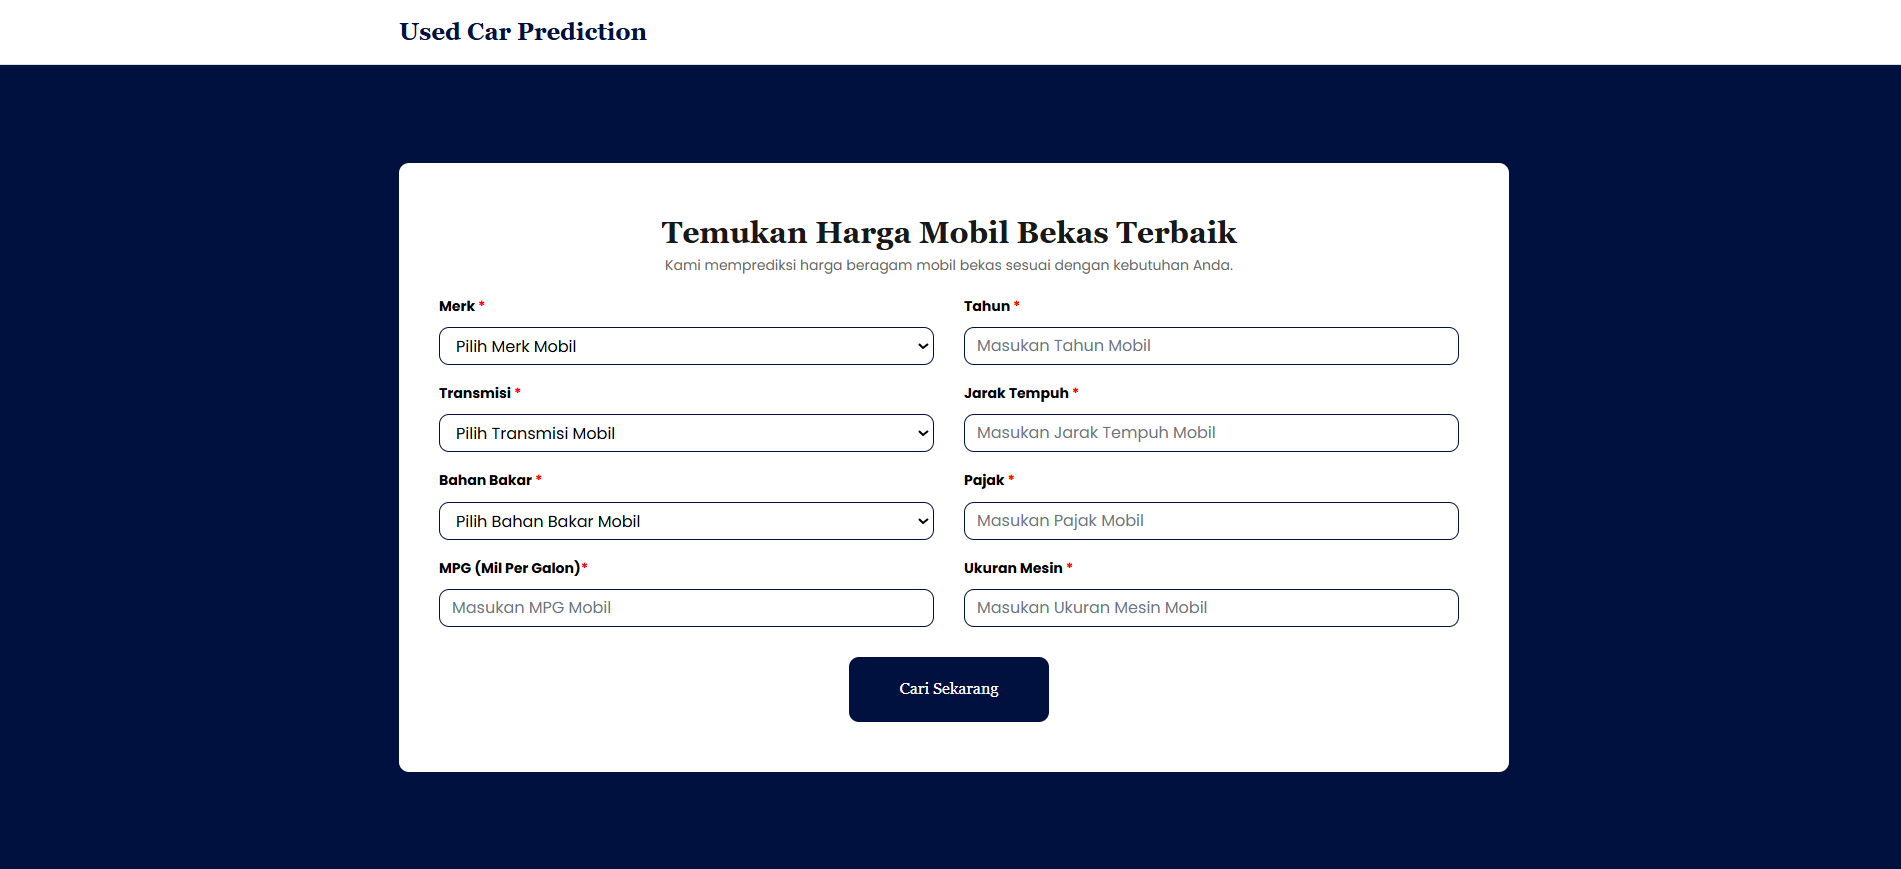 Used Car Prediction
Temukan Harga Mobil Bekas Terbaik
Kami memprediksi harga beragam mobil bekas sesuai dengan kebutuhan Anda.
Merk *
Pilih Merk Mobil
Tahun *
Masukan Tahun Mobil
Transmisi *
Pilih Transmisi Mobil
Jarak Tempuh *
Masukan Jarak Tempuh Mobil
Bahan Bakar *
Pilih Bahan Bakar Mobil
Pajak *
Masukan Pajak Mobil
MPG (Mil Per Galon)*
Masukan MPG Mobil
Ukuran Mesin *
Masukan Ukuran Mesin Mobil
Cari Sekarang